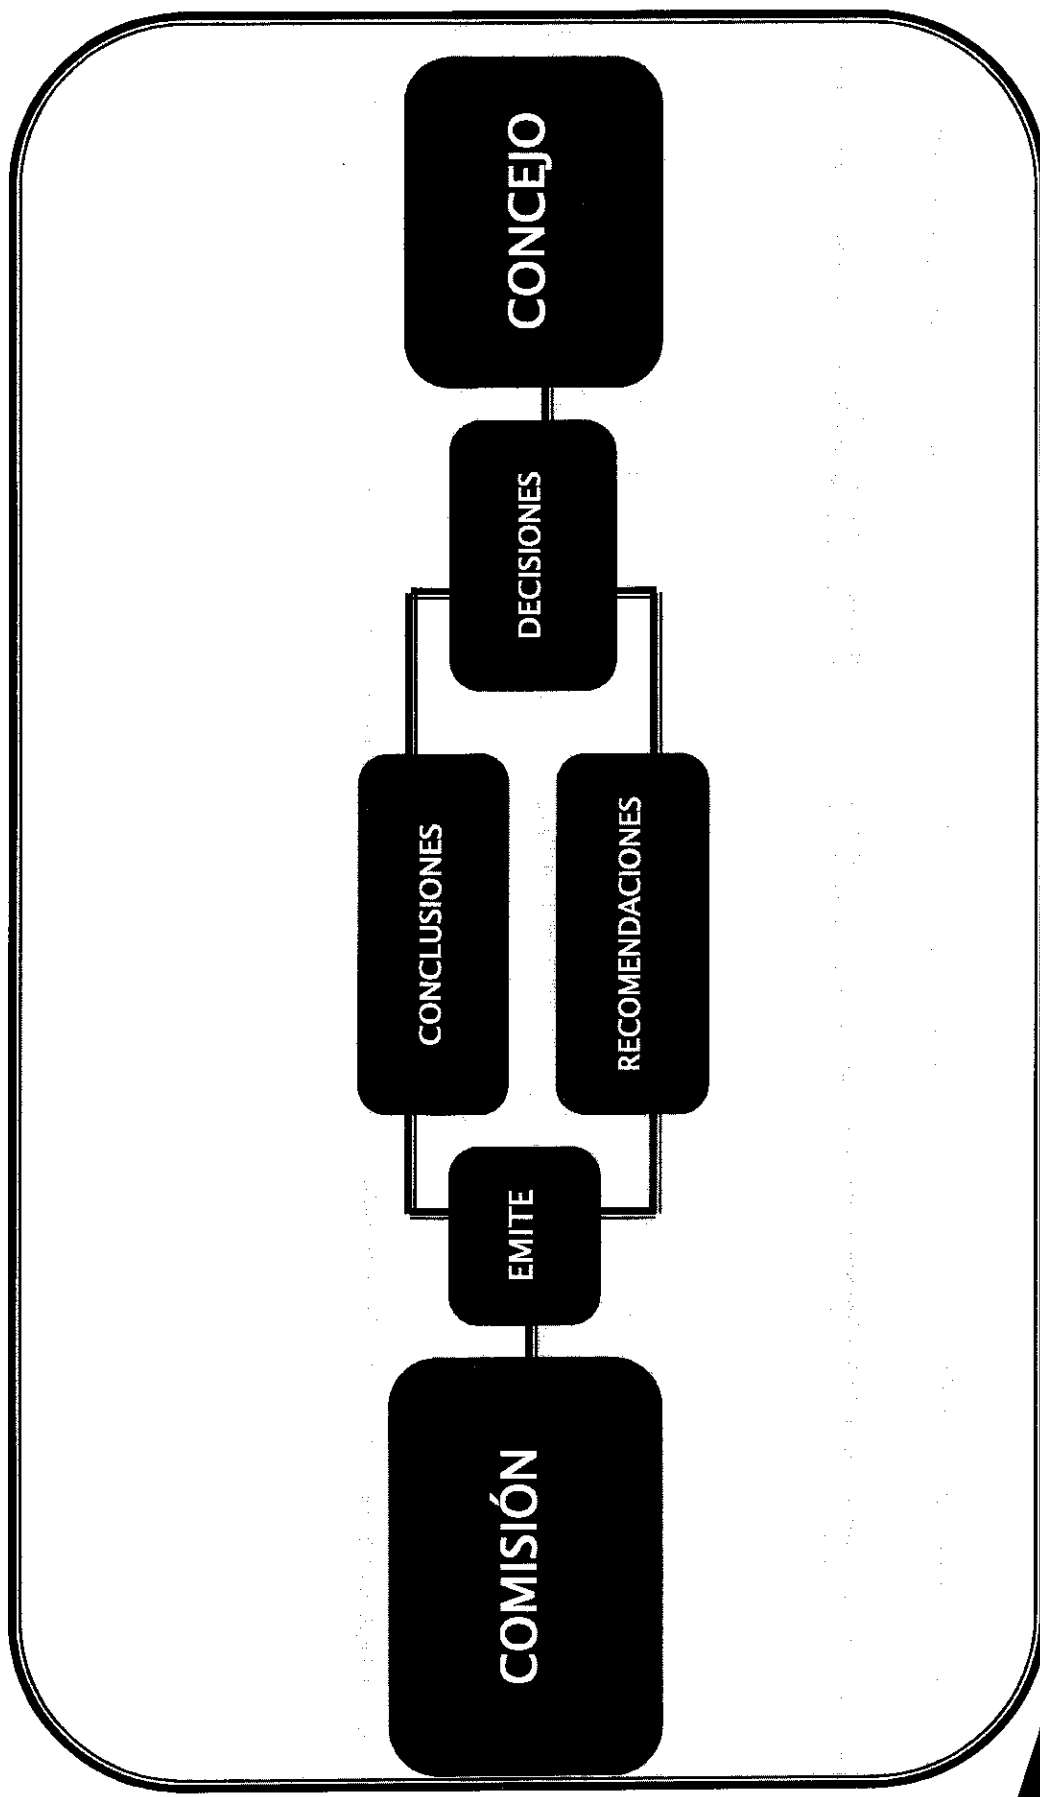 COMISIÓN
EMITE
CONCLUSIONES
RECOMENDACIONES
DECISIONES
CONCEJO